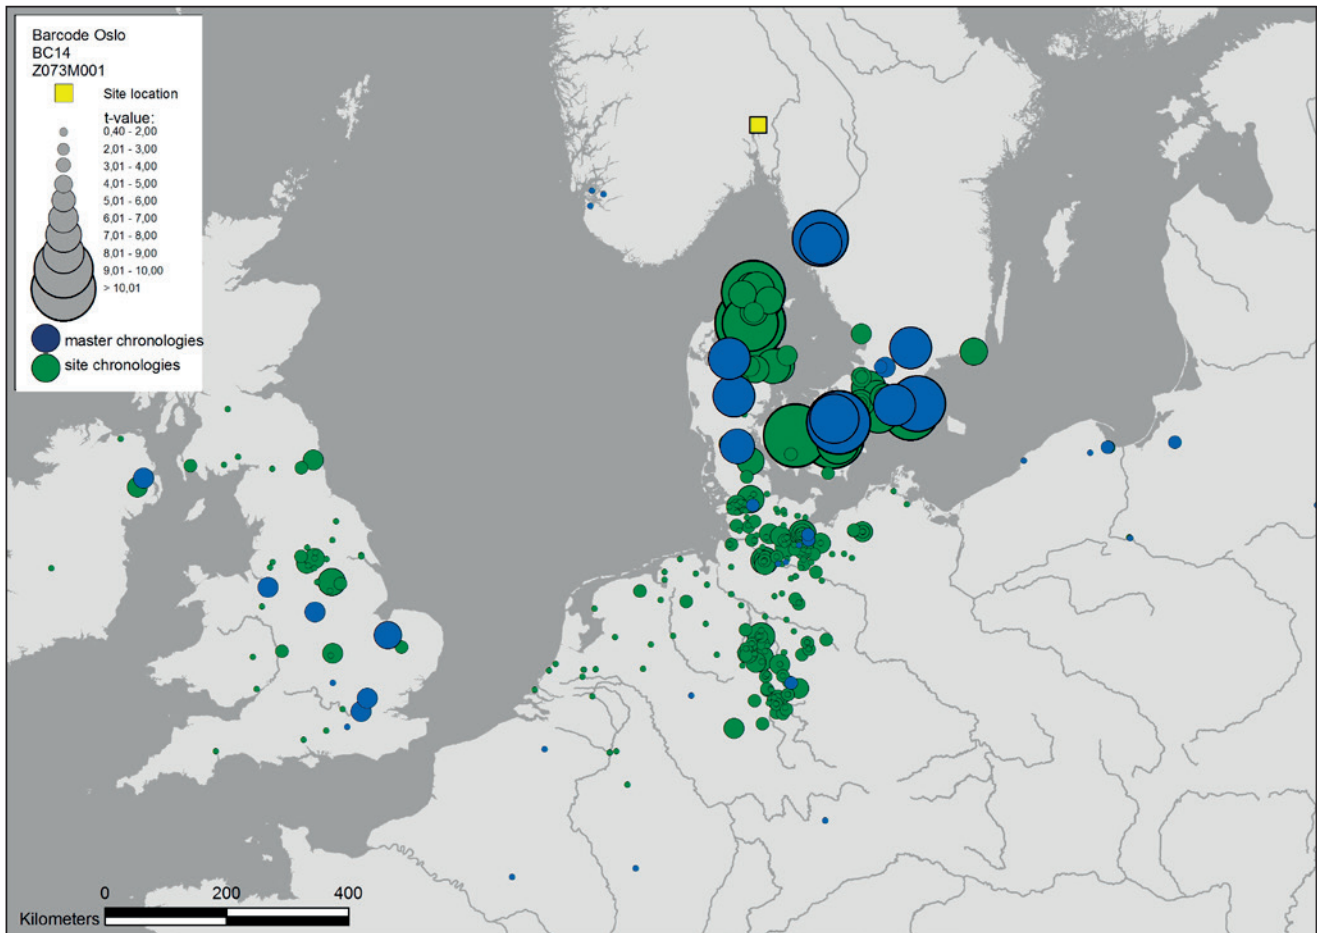 Barcode Oslo
BC14
Z073M001
Site location
t-value:
0,40 - 2,00
2,01 - 3,00
3,01 - 4,00
4,01 - 5,00
5,01 - 6,00
6,01 - 7,00
7,01 - 8,00
8,01 - 9,00
9,01 - 10,00
> 10,01
master chronologies
site chronologies
0 200 400
Kilometers